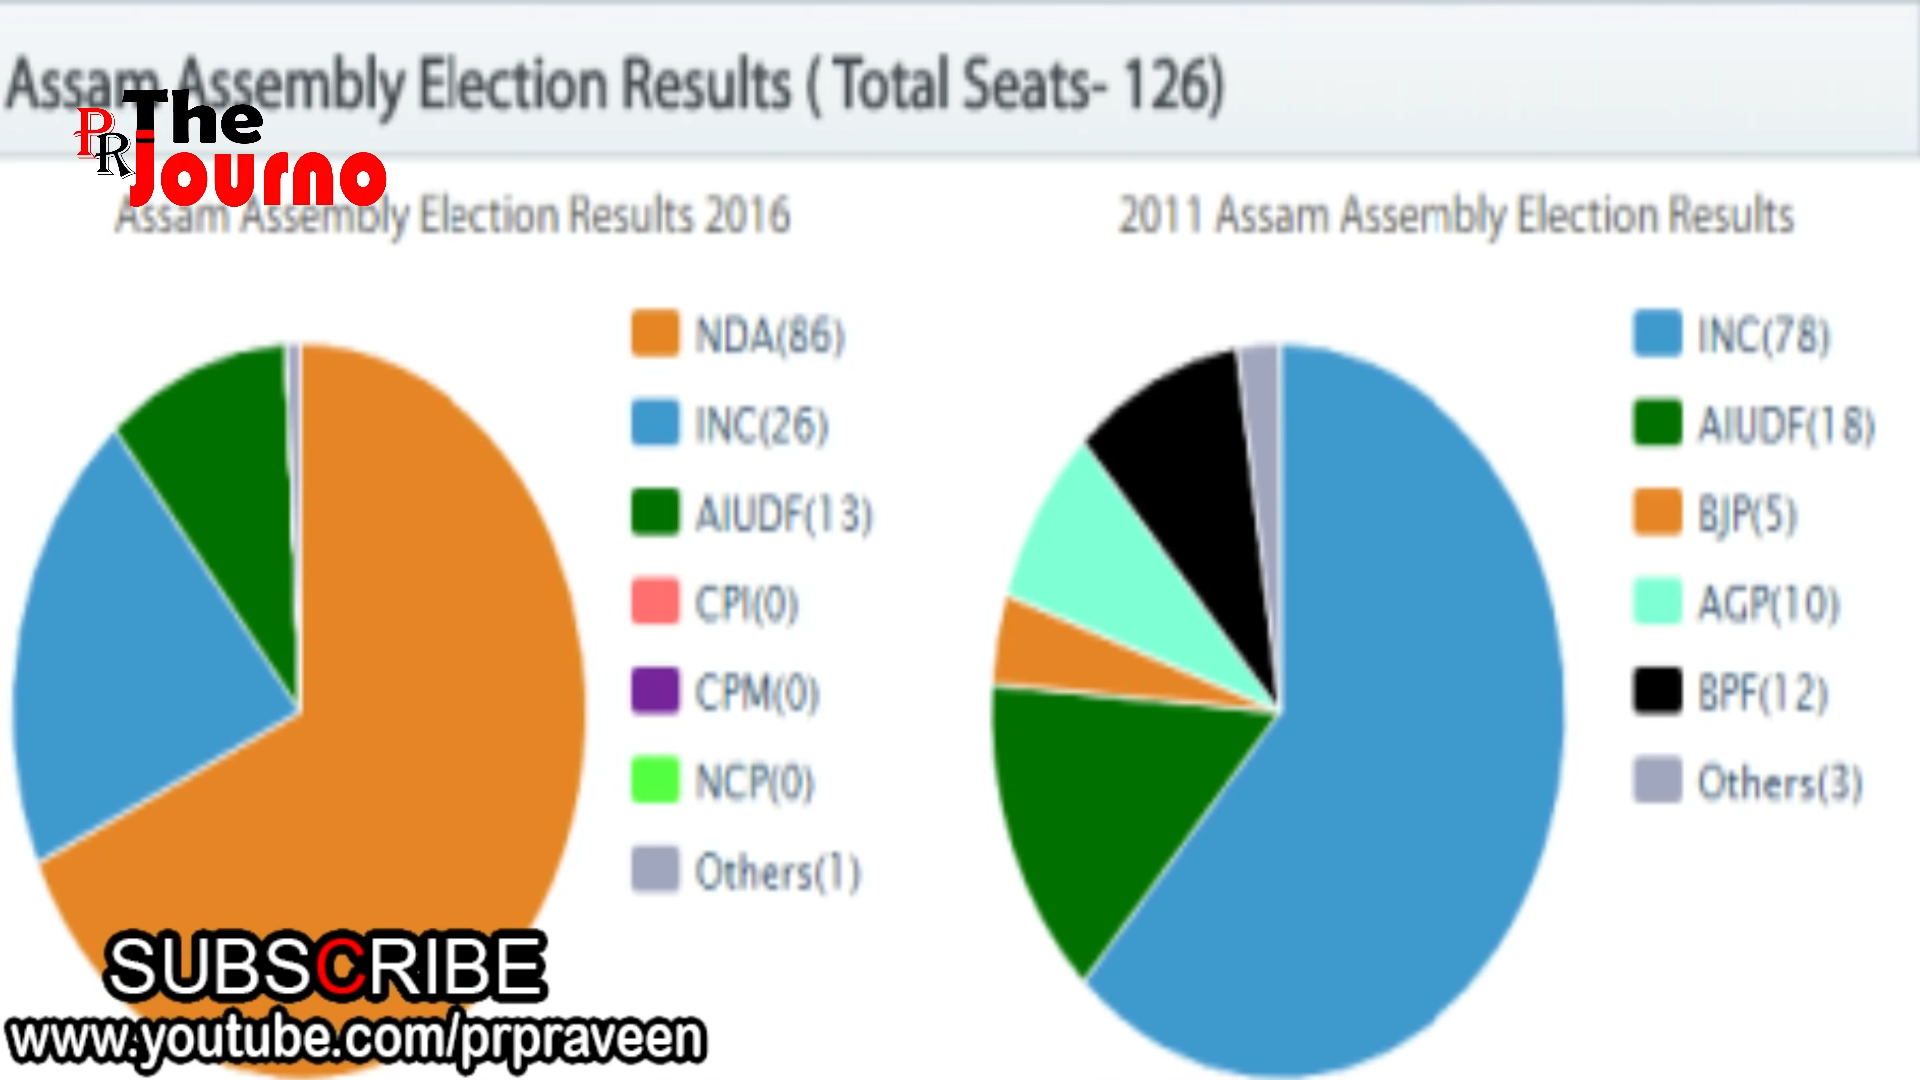 Assam Assembly Election Results ( Total Seats- 126)
PR The
Journo
Assam Assembly Election Results 2016
NDA(86)
INC(26)
AIUDF(13)
CPI(0)
CPM(0)
NCP(0)
Others(1)
2011 Assam Assembly Election Results
INC(78)
AIUDF(18)
BJP(5)
AGP(10)
BPF(12)
Others(3)
SUBSCRIBE
www.youtube.com/prpraveen